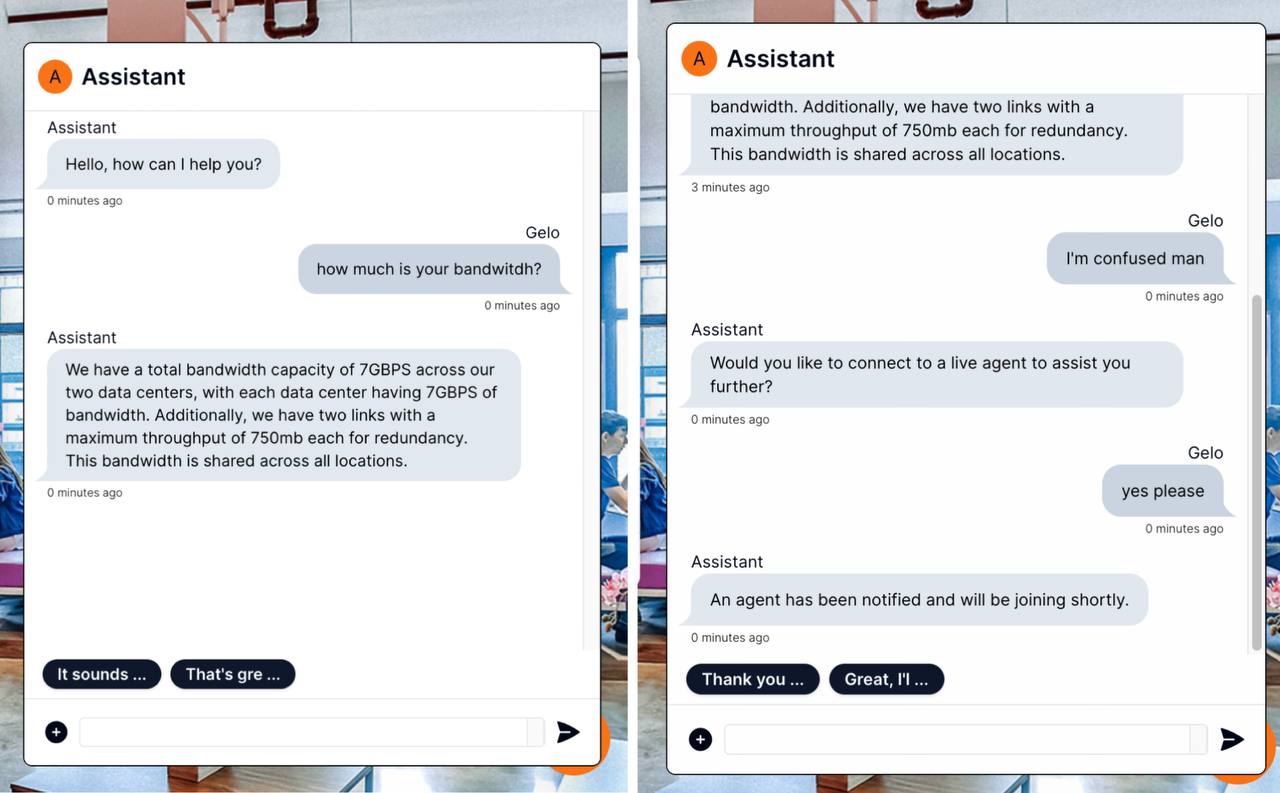 A Assistant
Assistant
Hello, how can I help you?
0 minutes ago
Gelo
how much is your bandwitdh?
0 minutes ago
Assistant
We have a total bandwidth capacity of 7GBPS across our
two data centers, with each data center having 7GBPS of
bandwidth. Additionally, we have two links with a
maximum throughput of 750mb each for redundancy.
This bandwidth is shared across all locations.
0 minutes ago
It sounds ... That's gre ...
A Assistant
bandwidth. Additionally, we have two links with a
maximum throughput of 750mb each for redundancy.
This bandwidth is shared across all locations.
3 minutes ago
Gelo
I'm confused man
0 minutes ago
Assistant
Would you like to connect to a live agent to assist you
further?
0 minutes ago
Gelo
yes please
0 minutes ago
Assistant
An agent has been notified and will be joining shortly.
0 minutes ago
Thank you ... Great, I'l ...